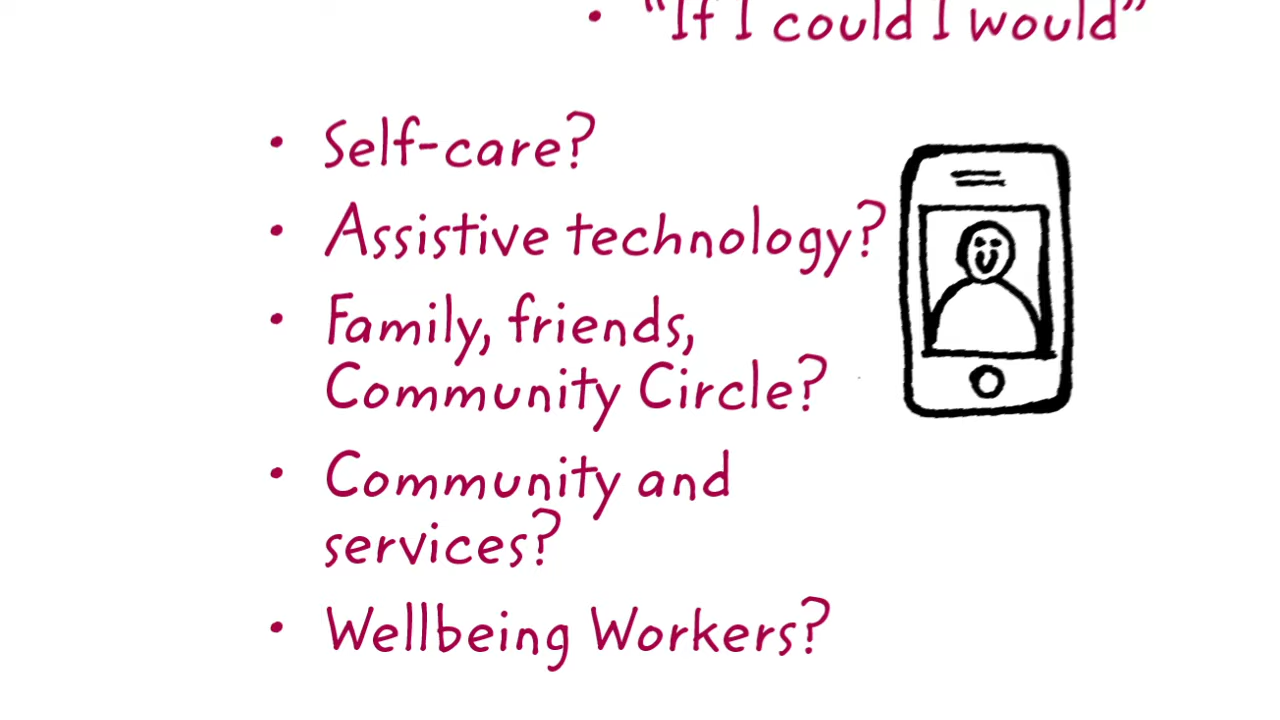 • “If I could I would”
• Self-care?
• Assistive technology?
• Family, friends,
Community Circle?
• Community and
services?
• Wellbeing Workers?